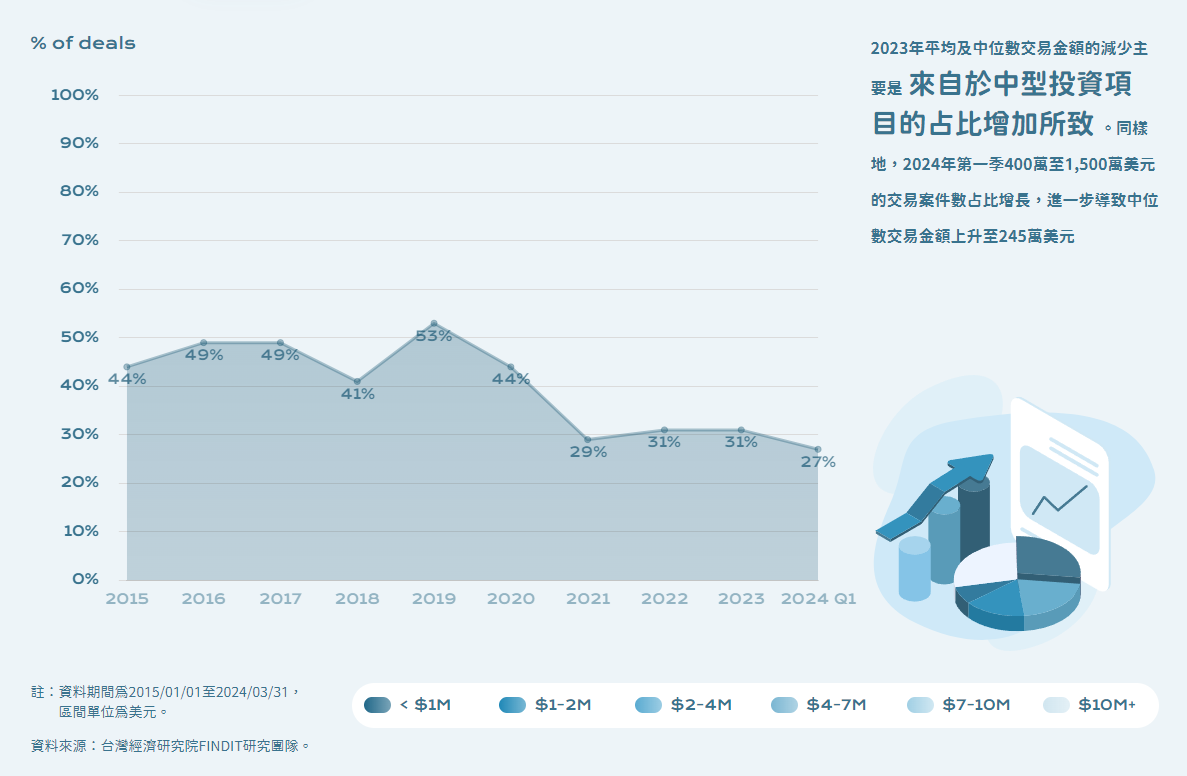 % of deals
100%
90%
80%
70%
60%
50%
40%
30%
20%
10%
0%
44%
49%
49%
41%
53%
44%
29%
31%
31%
27%
2015 2016 2017 2018 2019 2020 2021 2022 2023 2024 Q1
2023年平均及中位數交易金額的減少主
要是 來自於中型投資項
目的占比增加所致 。同樣
地，2024年第一季400萬至1,500萬美元
的交易案件數占比增長，進一步導致中位
數交易金額上升至245萬美元
註：資料期間為2015/01/01至2024/03/31，
區間單位為美元。
資料來源：台灣經濟研究院FINDIT研究團隊。
< $1M $1-2M $2-4M $4-7M $7-10M $10M+